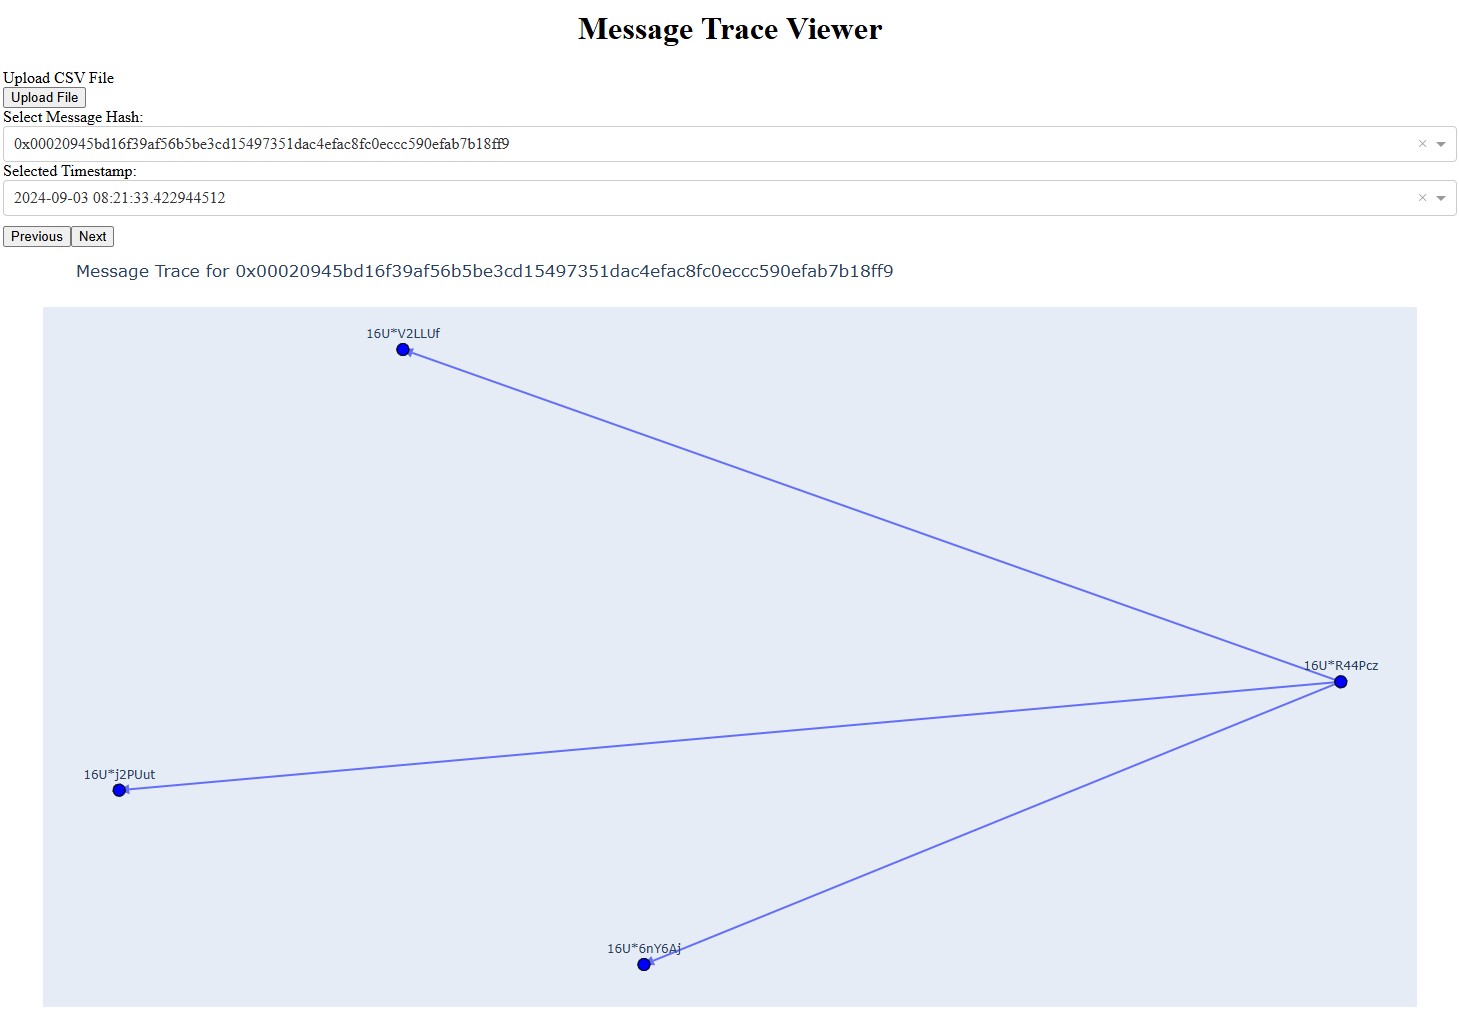 Message Trace Viewer
Upload CSV File
Upload File
Select Message Hash:
0x00020945bd16f39af56b5be3cd15497351dac4efac8fc0eccc590efab7b18ff9
Selected Timestamp:
2024-09-03 08:21:33.422944512
Previous Next
Message Trace for 0x00020945bd16f39af56b5be3cd15497351dac4efac8fc0eccc590efab7b18ff9
16U*V2LLUf
16U*R44Pcz
16U*j2PUut
16U*6nY6Aj